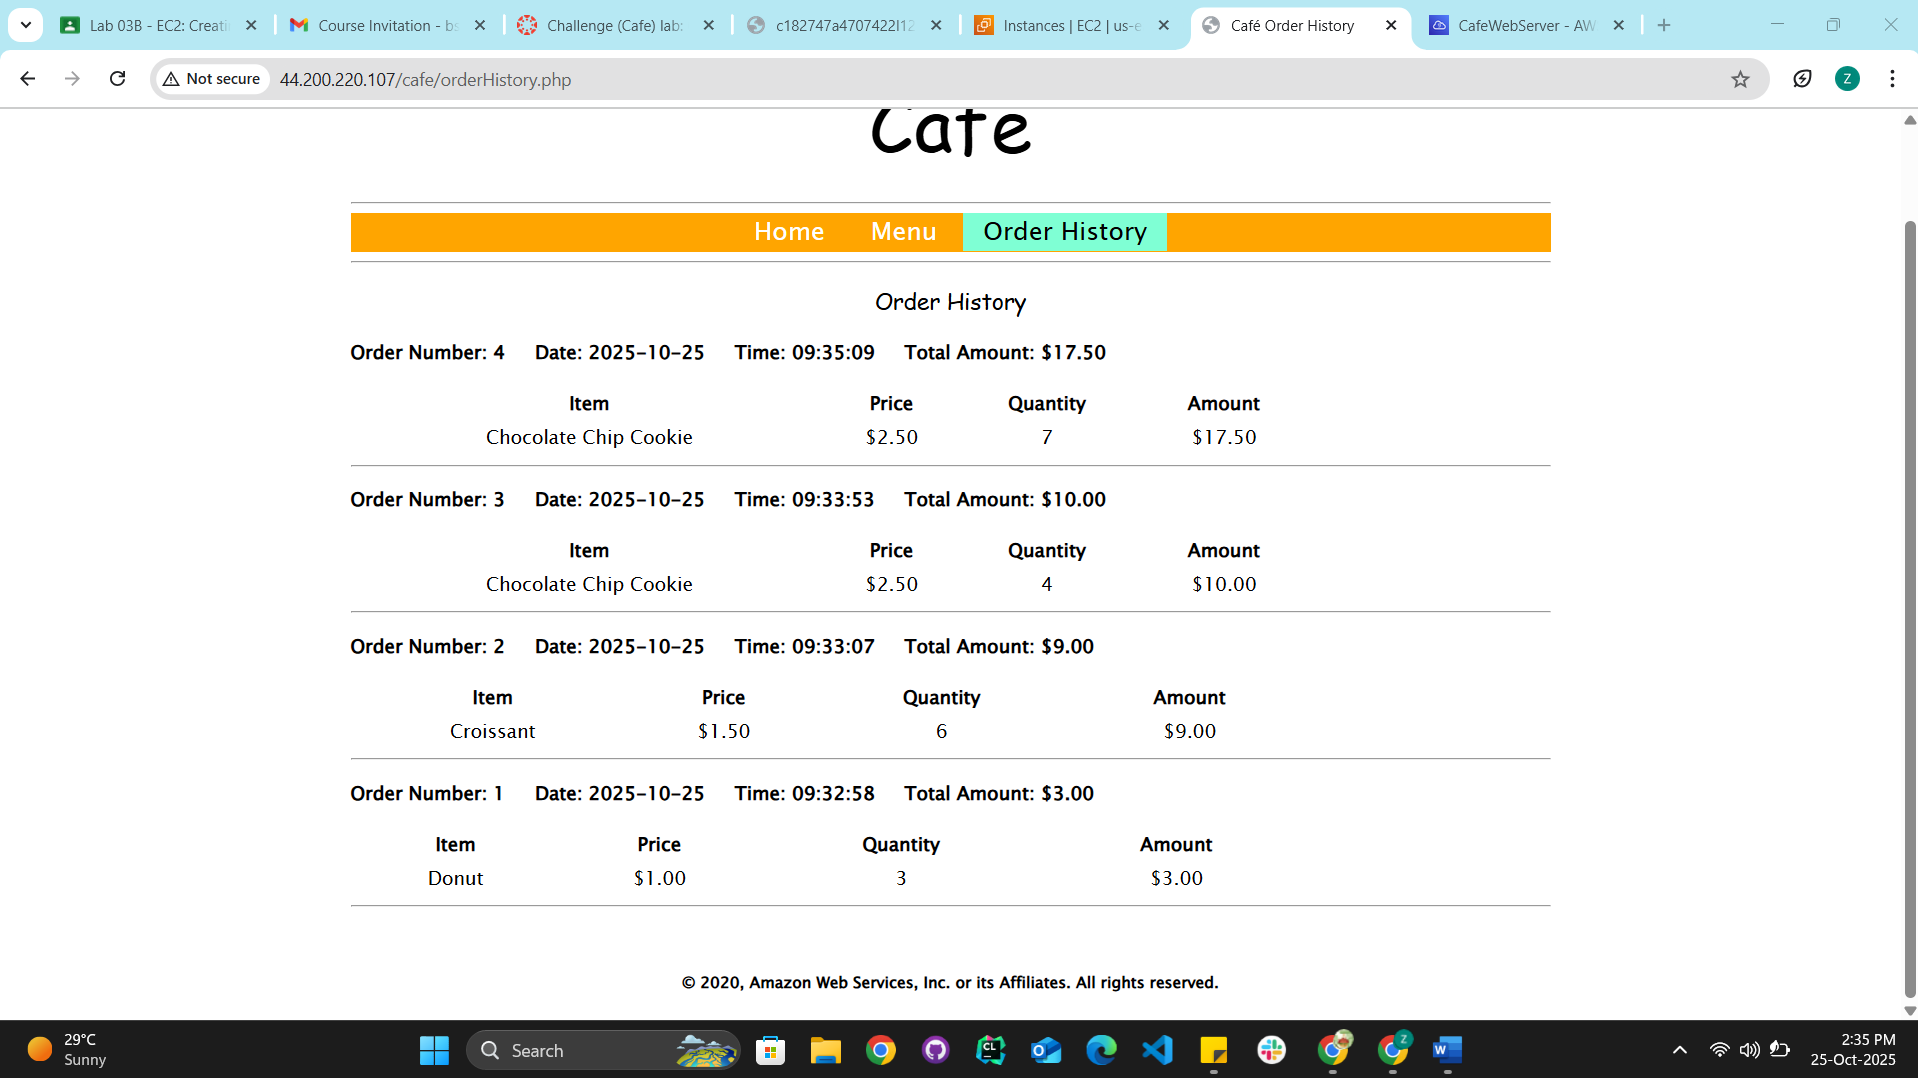 Lab 03B - EC2: Creati
Course Invitation - bs
Challenge (Cafe) lab:
c182747a4707422l12
Instances | EC2 | us-e
Café Order History
CafeWebServer - AW
Not secure
44.200.220.107/cafe/orderHistory.php
Z
Café
Home Menu Order History
Order History
Order Number: 4 Date: 2025-10-25 Time: 09:35:09 Total Amount: $17.50
Item Price Quantity Amount
Chocolate Chip Cookie $2.50 7 $17.50
Order Number: 3 Date: 2025-10-25 Time: 09:33:53 Total Amount: $10.00
Item Price Quantity Amount
Chocolate Chip Cookie $2.50 4 $10.00
Order Number: 2 Date: 2025-10-25 Time: 09:33:07 Total Amount: $9.00
Item Price Quantity Amount
Croissant $1.50 6 $9.00
Order Number: 1 Date: 2025-10-25 Time: 09:32:58 Total Amount: $3.00
Item Price Quantity Amount
Donut $1.00 3 $3.00
© 2020, Amazon Web Services, Inc. or its Affiliates. All rights reserved.
29°C
Sunny
Search
2:35 PM
25-Oct-2025